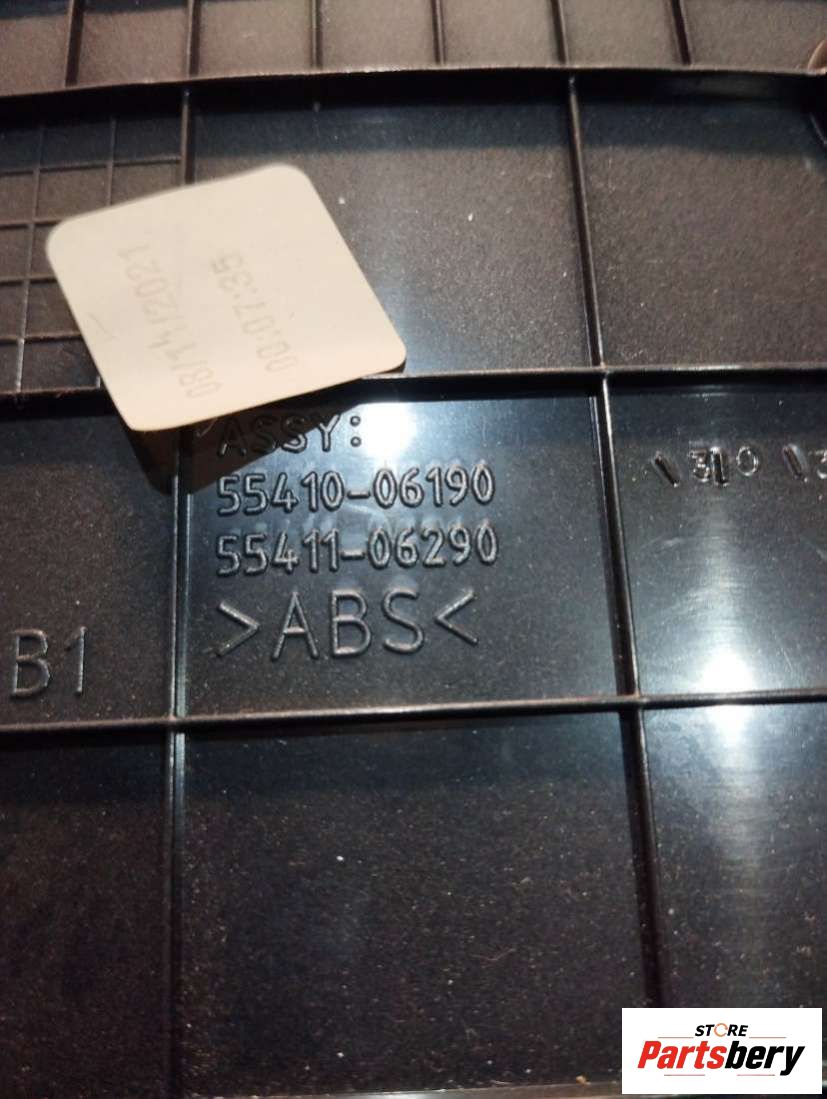 08/11/2021
00:07:35
ASSY:
55410-06190
55411-06290
>ABS<
B1
STORE
Partsbery